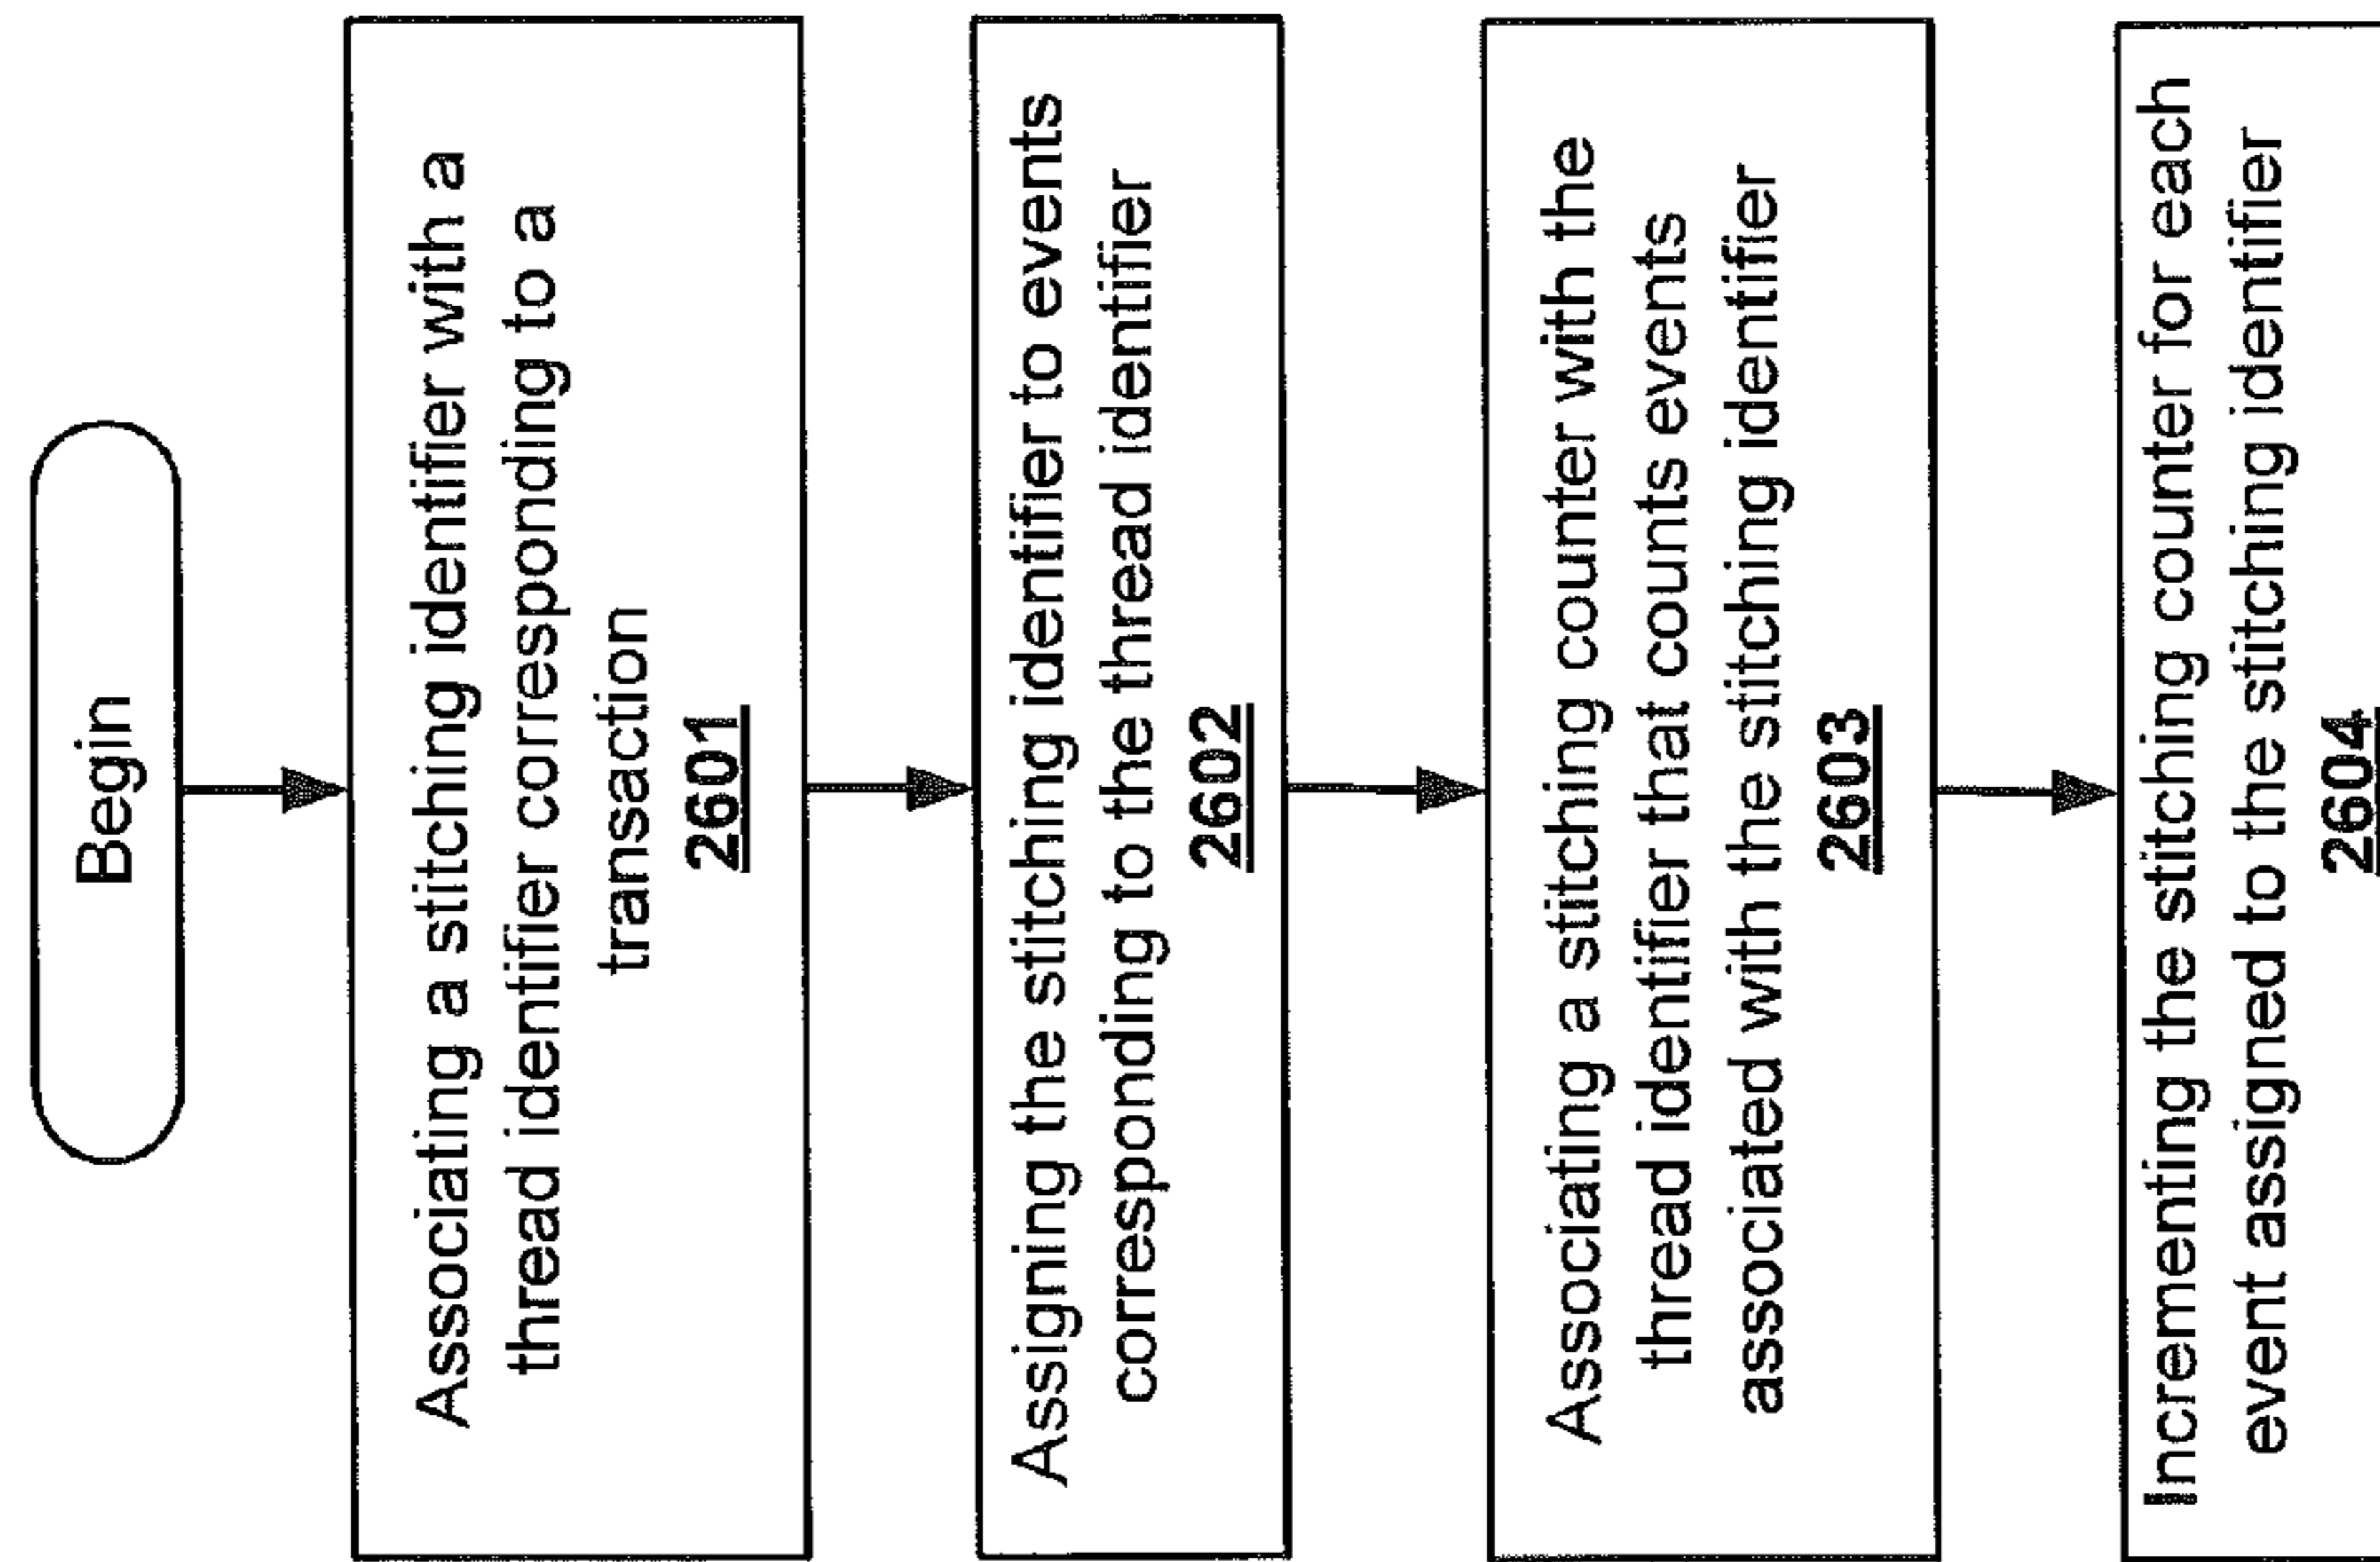 Begin
Associating a stitching identifier with a
thread identifier corresponding to a
transaction
2601
Assigning the stitching identifier to events
corresponding to the thread identifier
2602
Associating a stitching counter with the
thread identifier that counts events
associated with the stitching identifier
2603
Incrementing the stitching counter for each
event assigned to the stitching identifier
2604